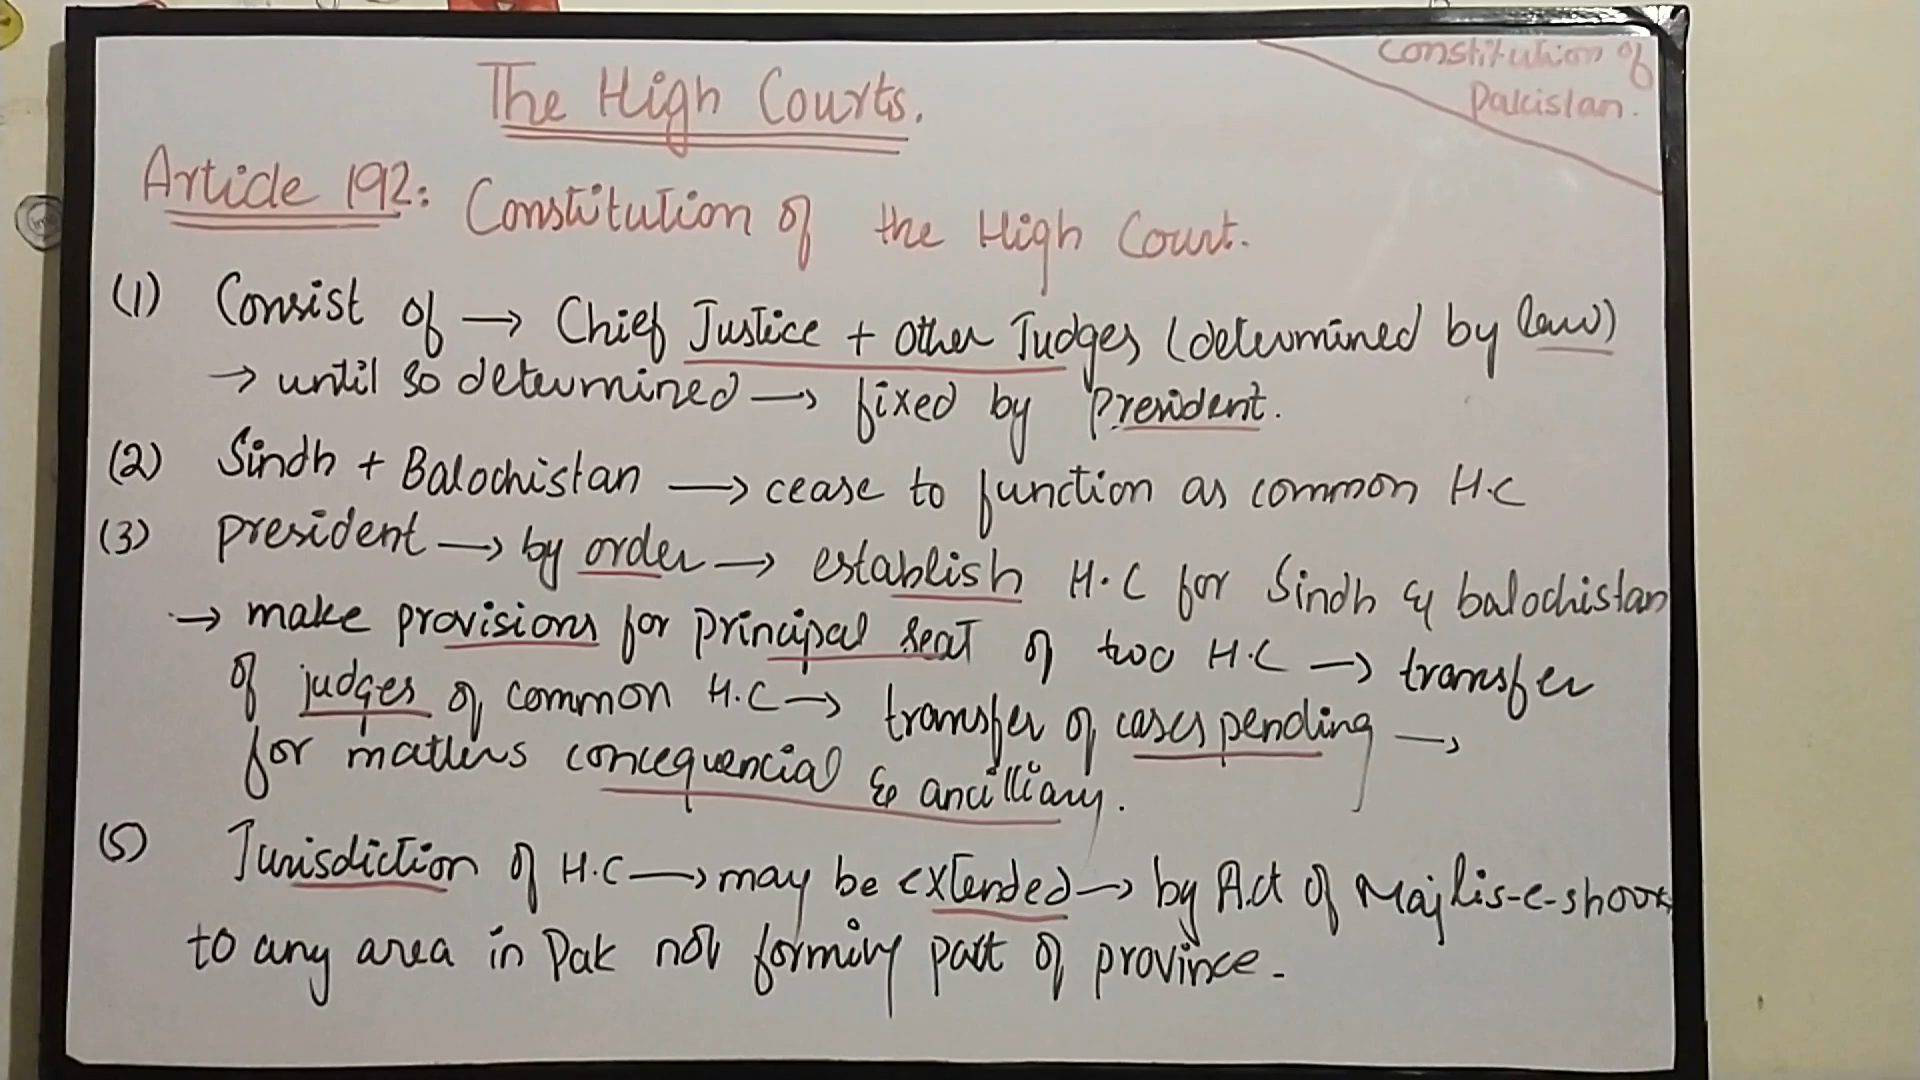 Constitution of
Pakistan.
The High Courts.
Article 192: Constitution of the High Court.
(1) Consist of → Chief Justice + Other Judges (determined by law)
→ until so determined → fixed by President.
(2) Sindh + Balochistan → cease to function as common H.C
(3) president → by order → establish H.C for Sindh & balochistan
→ make provisions for principal seat of two H.C → transfer
of judges of common H.C → transfer of cases pending →
for matters concequencial & ancilliary.
(5) Jurisdiction of H.C → may be extended → by Act of Majlis-e-shoora
to any area in Pak not forming part of province.